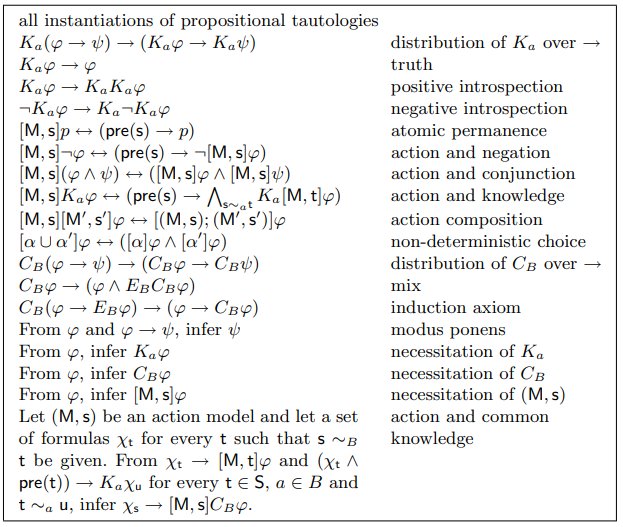 all instantiations of propositional tautologies
Kₐ(φ → ψ) → (Kₐφ → Kₐψ) distribution of Kₐ over →
Kₐφ → φ truth
Kₐφ → KₐKₐφ positive introspection
¬Kₐφ → Kₐ¬Kₐφ negative introspection
[M, s]p ↔ (pre(s) → p) atomic permanence
[M, s]¬φ ↔ (pre(s) → ¬[M, s]φ) action and negation
[M, s](φ ∧ ψ) ↔ ([M, s]φ ∧ [M, s]ψ) action and conjunction
[M, s]Kₐφ ↔ (pre(s) → ⋀_{s∼ₐt} Kₐ[M, t]φ) action and knowledge
[M, s][M′, s′]φ ↔ [(M, s); (M′, s′)]φ action composition
[α ∪ α′]φ ↔ ([α]φ ∧ [α′]φ) non-deterministic choice
C_B(φ → ψ) → (C_Bφ → C_Bψ) distribution of C_B over →
C_Bφ → (φ ∧ E_BC_Bφ) mix
C_B(φ → E_Bφ) → (φ → C_Bφ) induction axiom
From φ and φ → ψ, infer ψ modus ponens
From φ, infer Kₐφ necessitation of Kₐ
From φ, infer C_Bφ necessitation of C_B
From φ, infer [M, s]φ necessitation of (M, s)
Let (M, s) be an action model and let a set action and common
of formulas χ_t for every t such that s ∼_B knowledge
t be given. From χ_t → [M, t]φ and (χ_t ∧
pre(t)) → Kₐχ_u for every t ∈ S, a ∈ B and
t ∼ₐ u, infer χ_s → [M, s]C_Bφ.